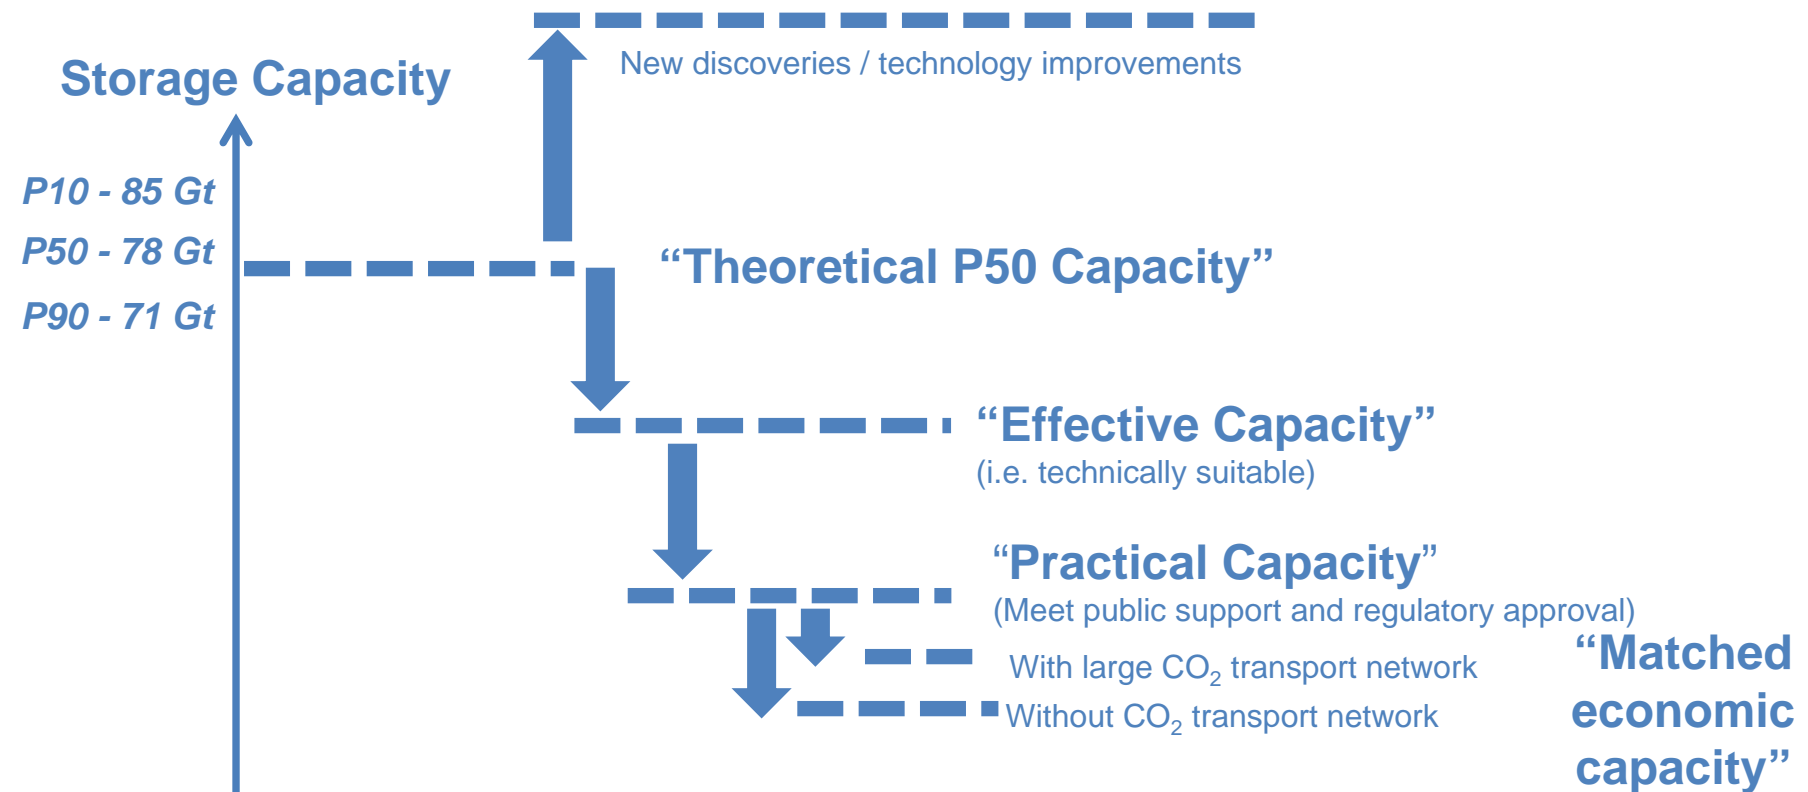 New discoveries / technology improvements
Storage Capacity
P10 - 85 Gt
P50 - 78 Gt
P90 - 71 Gt
“Theoretical P50 Capacity”
“Effective Capacity”
(i.e. technically suitable)
“Practical Capacity”
(Meet public support and regulatory approval)
With large CO₂ transport network
Without CO₂ transport network
“Matched
economic
capacity”